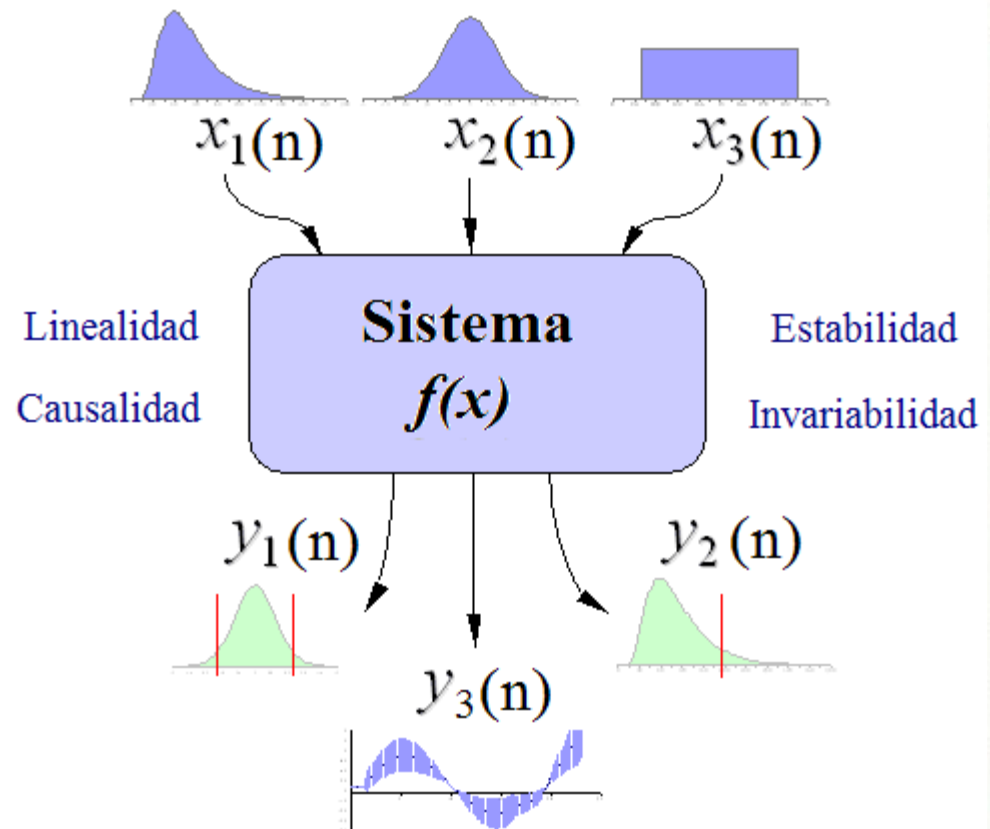 x₁(n) x₂(n) x₃(n)
Sistema
f(x)
Linealidad
Causalidad
Estabilidad
Invariabilidad
y₁(n) y₂(n)
y₃(n)